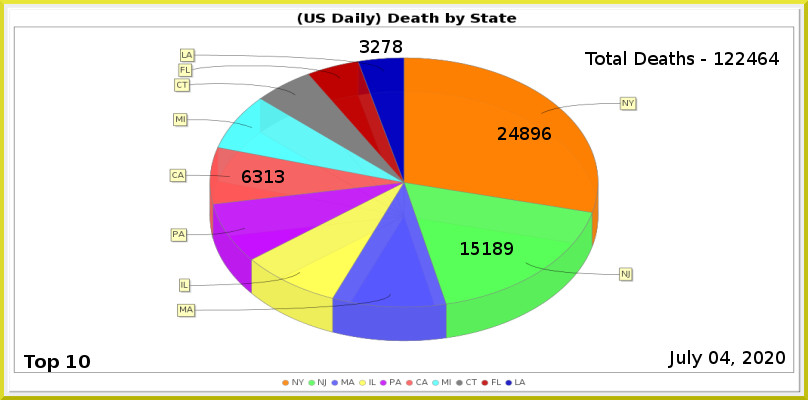 (US Daily) Death by State
3278
LA
Total Deaths - 122464
FL
CT
NY
MI
24896
CA
6313
PA
15189
NJ
IL
MA
July 04, 2020
Top 10
NY NJ MA IL PA CA MI CT FL LA